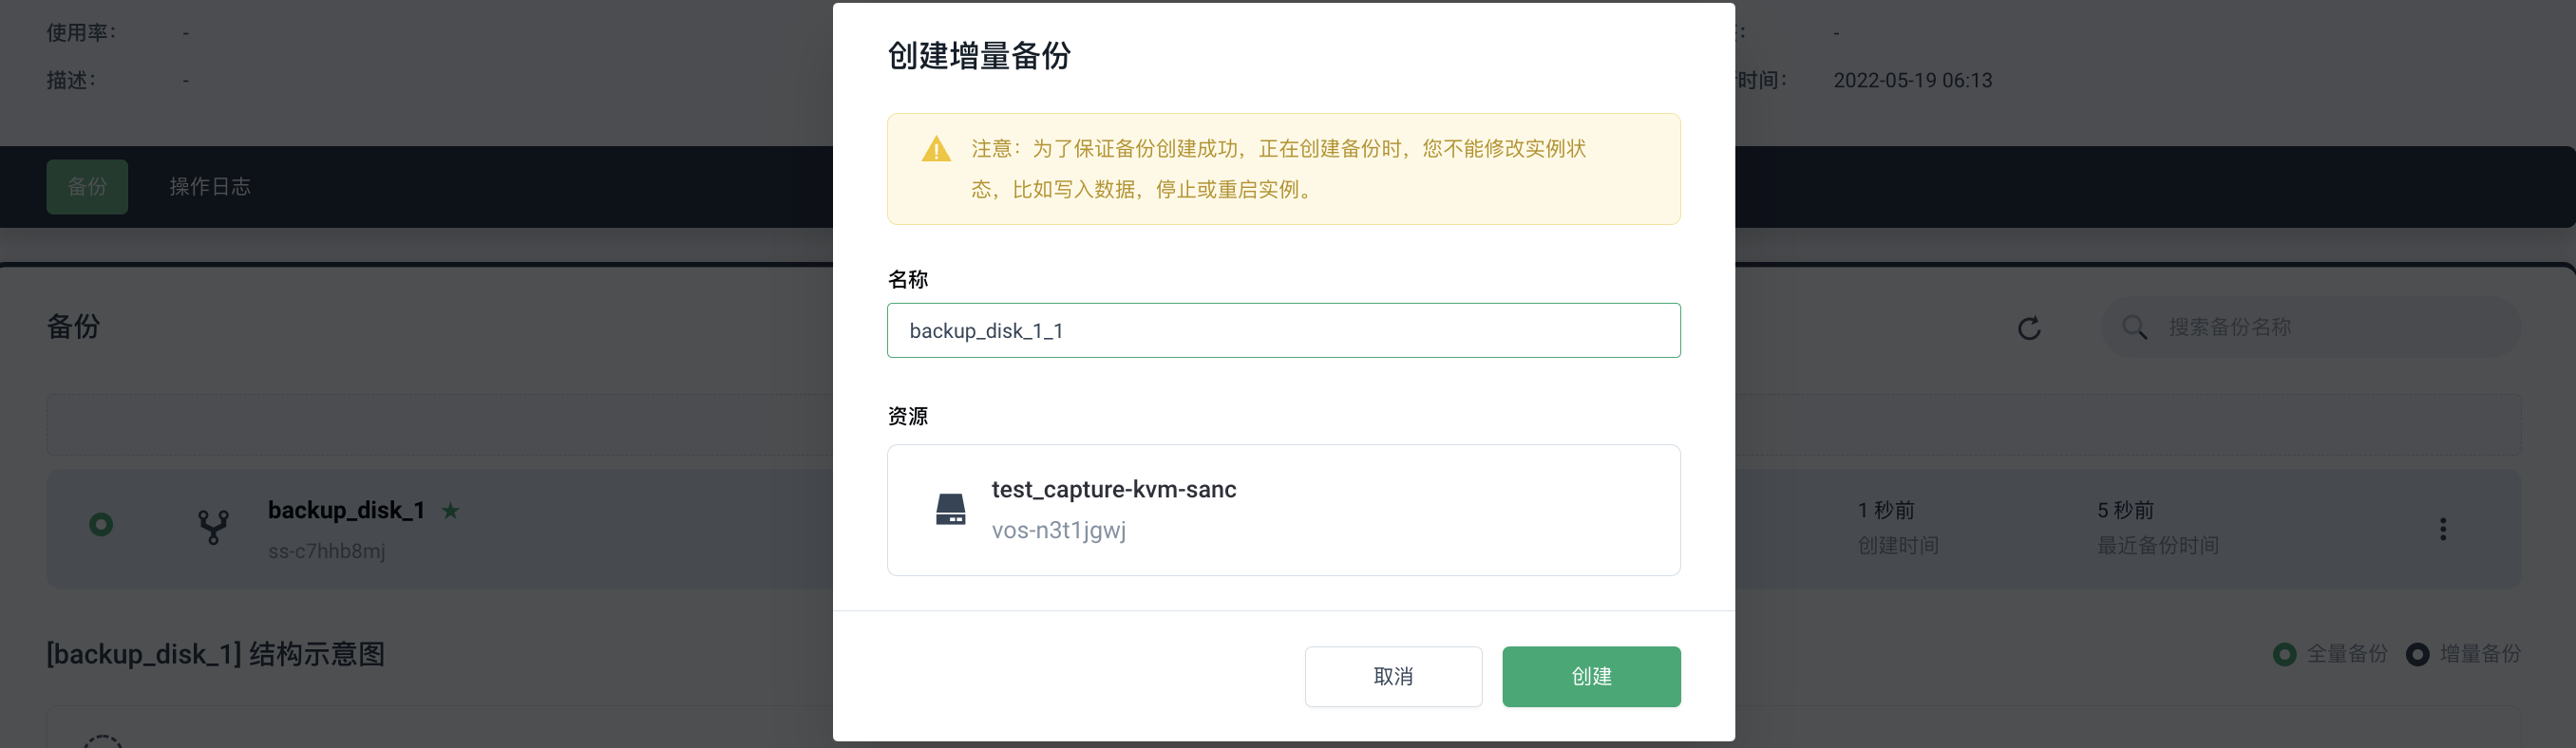 使用率： -
描述： -
： -
时间： 2022-05-19 06:13
备份 操作日志
备份
搜索备份名称
backup_disk_1
ss-c7hhb8mj
1 秒前
创建时间
5 秒前
最近备份时间
[backup_disk_1] 结构示意图
全量备份 增量备份
创建增量备份
注意：为了保证备份创建成功，正在创建备份时，您不能修改实例状
态，比如写入数据，停止或重启实例。
名称
backup_disk_1_1
资源
test_capture-kvm-sanc
vos-n3t1jgwj
取消 创建